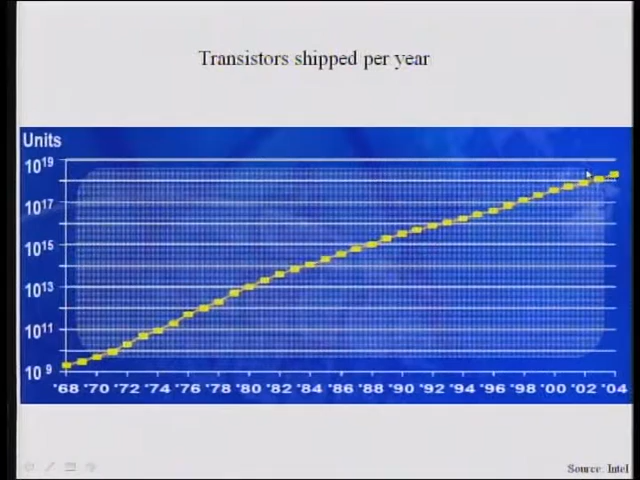 Transistors shipped per year
Units
10^19
10^17
10^15
10^13
10^11
10^9
'68 '70 '72 '74 '76 '78 '80 '82 '84 '86 '88 '90 '92 '94 '96 '98 '00 '02 '04
Source: Intel